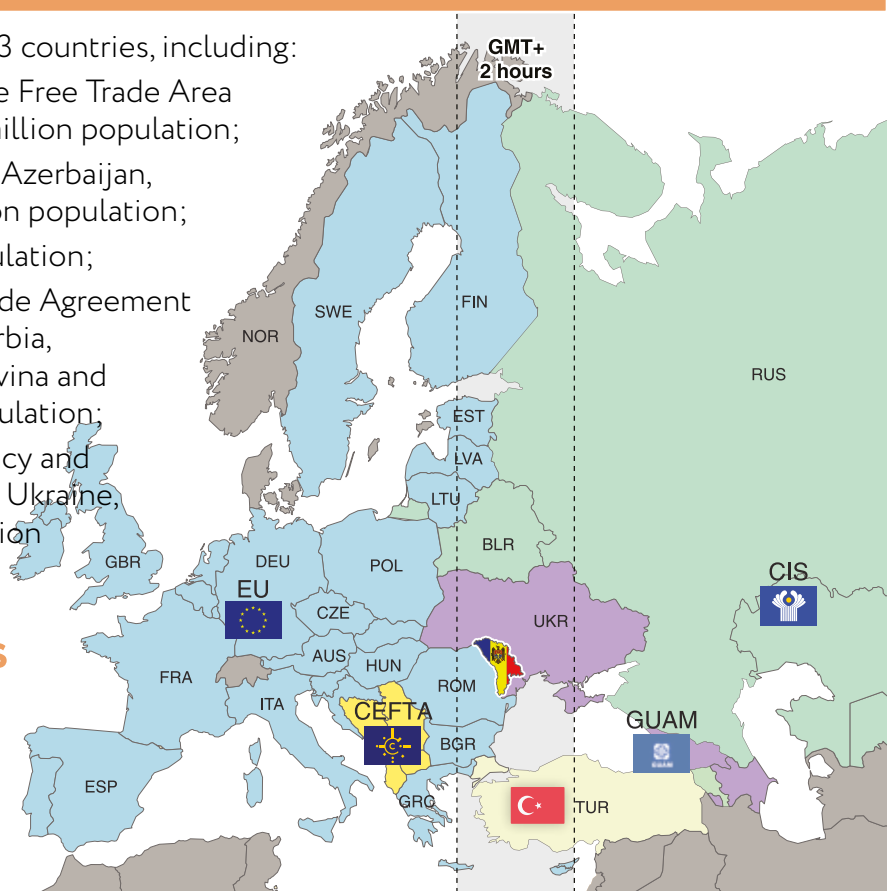 3 countries, including:
e Free Trade Area
illion population;
Azerbaijan,
on population;
ulation;
de Agreement
rbia,
vina and
ulation;
cy and
Ukraine,
tion
s
GMT+
2 hours
NOR
SWE
FIN
RUS
EST
LVA
LTU
BLR
GBR
DEU
POL
EU
CZE
UKR
CIS
AUS
HUN
FRA
ROM
ITA
CEFTA
GUAM
BGR
ESP
GRC
TUR
C
GUAM